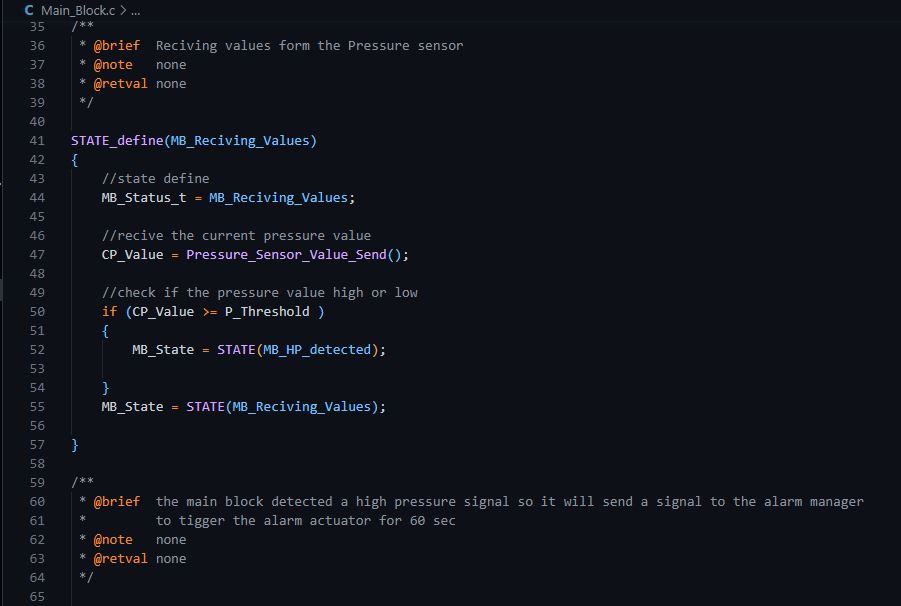 C Main_Block.c > ...
35 /**
36 * @brief Reciving values form the Pressure sensor
37 * @note none
38 * @retval none
39 */
40
41 STATE_define(MB_Reciving_Values)
42 {
43 //state define
44 MB_Status_t = MB_Reciving_Values;
45
46 //recive the current pressure value
47 CP_Value = Pressure_Sensor_Value_Send();
48
49 //check if the pressure value high or low
50 if (CP_Value >= P_Threshold )
51 {
52 MB_State = STATE(MB_HP_detected);
53
54 }
55 MB_State = STATE(MB_Reciving_Values);
56
57 }
58
59 /**
60 * @brief the main block detected a high pressure signal so it will send a signal to the alarm manager
61 * to tigger the alarm actuator for 60 sec
62 * @note none
63 * @retval none
64 */
65